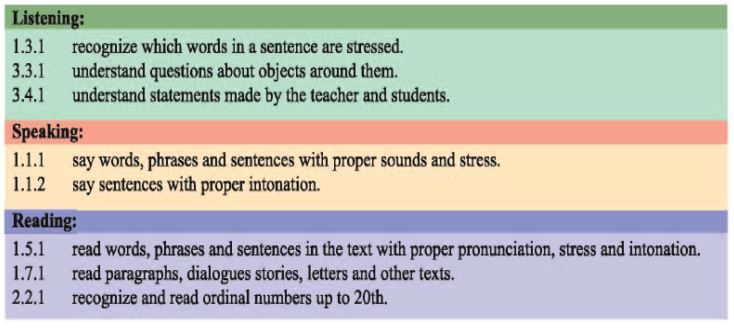 Listening:
1.3.1 recognize which words in a sentence are stressed.
3.3.1 understand questions about objects around them.
3.4.1 understand statements made by the teacher and students.
Speaking:
1.1.1 say words, phrases and sentences with proper sounds and stress.
1.1.2 say sentences with proper intonation.
Reading:
1.5.1 read words, phrases and sentences in the text with proper pronunciation, stress and intonation.
1.7.1 read paragraphs, dialogues stories, letters and other texts.
2.2.1 recognize and read ordinal numbers up to 20th.